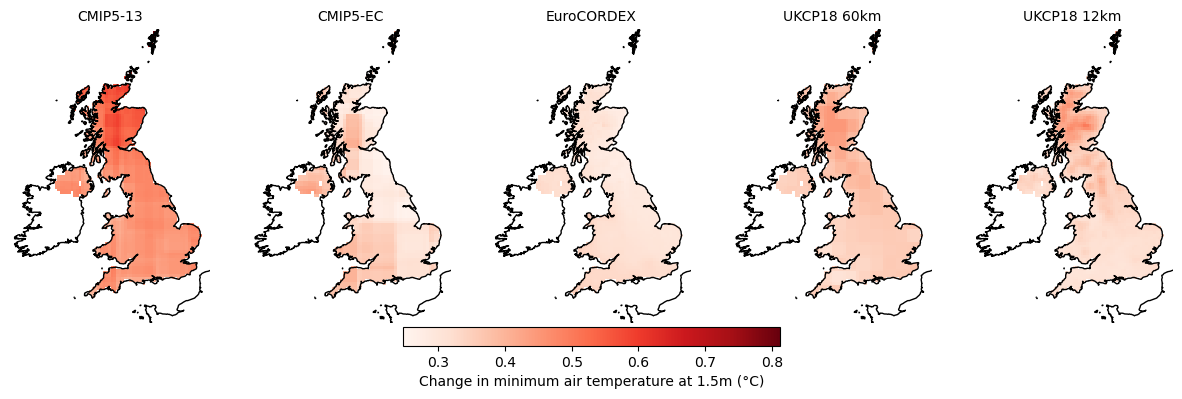 CMIP5-13
CMIP5-EC
EuroCORDEX
UKCP18 60km
UKCP18 12km
0.3 0.4 0.5 0.6 0.7 0.8
Change in minimum air temperature at 1.5m (°C)